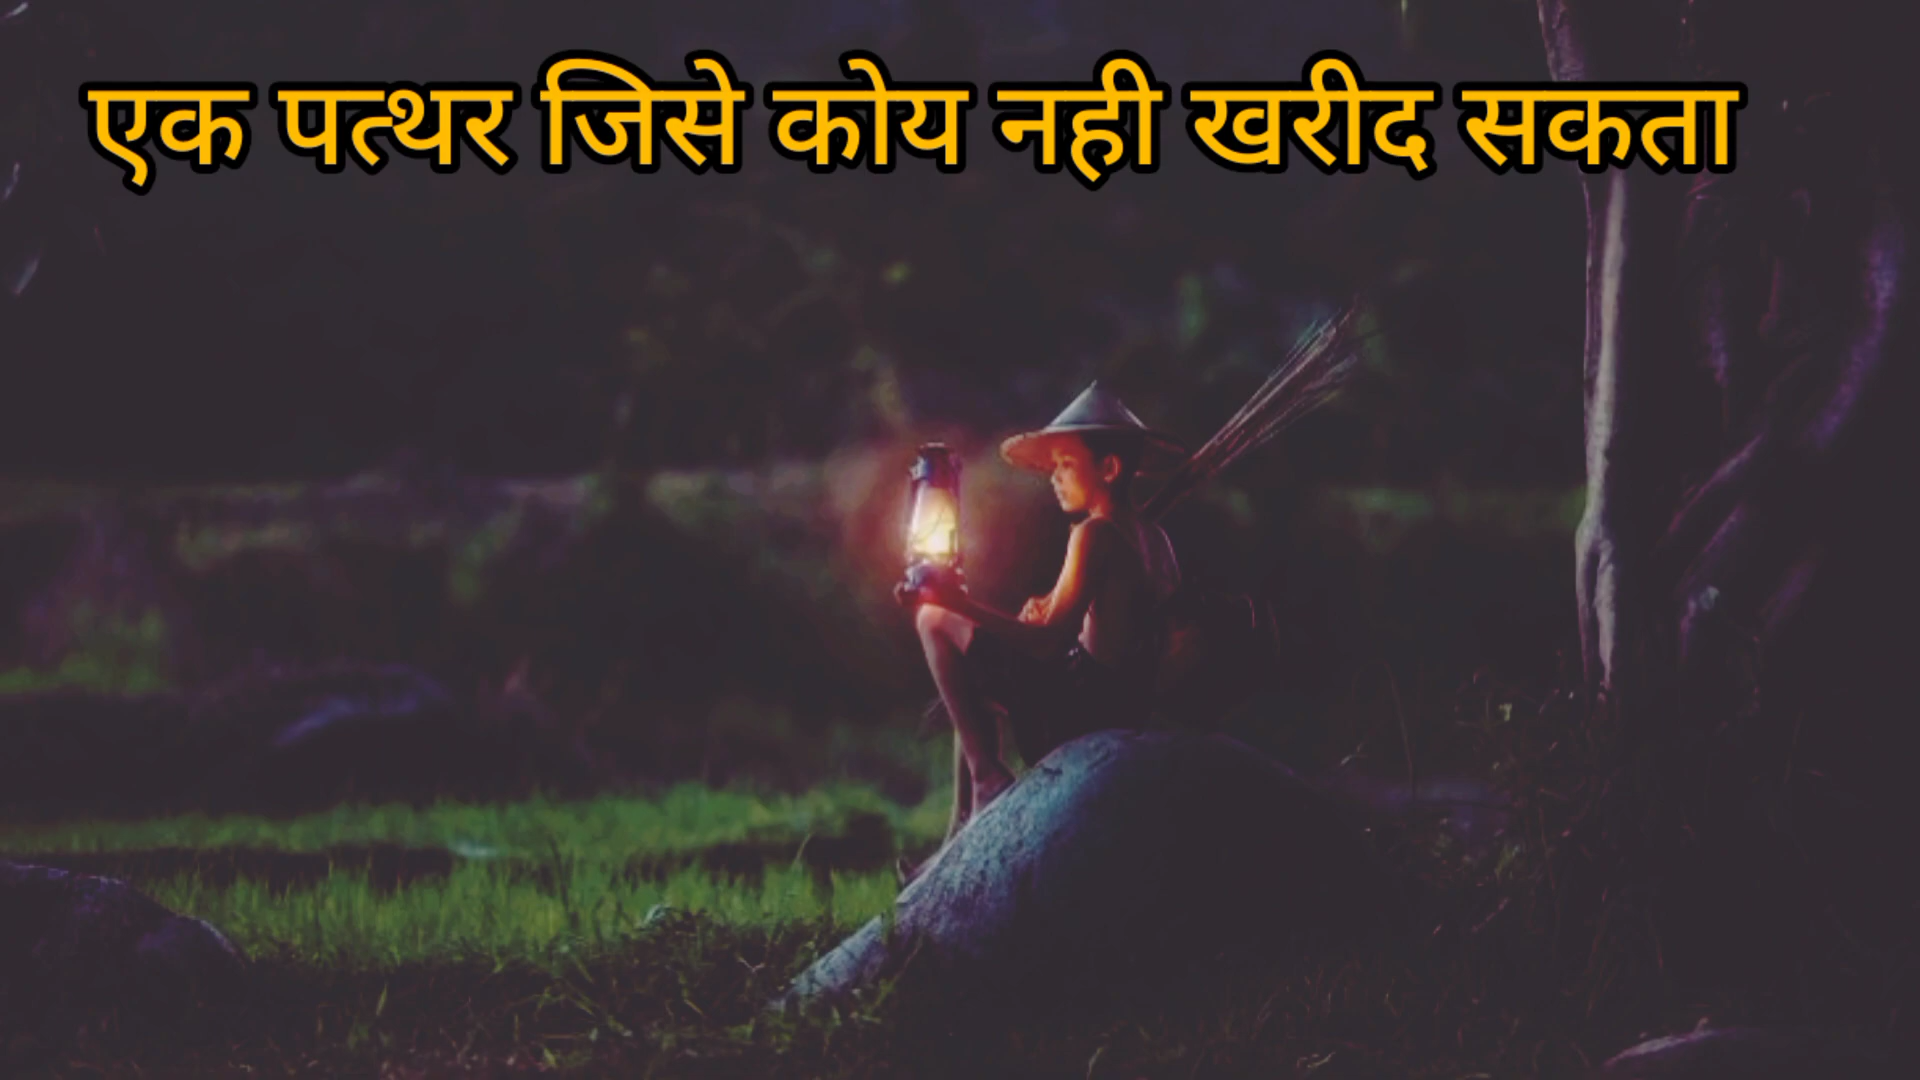 एक पत्थर जिसे कोय नही खरीद सकता